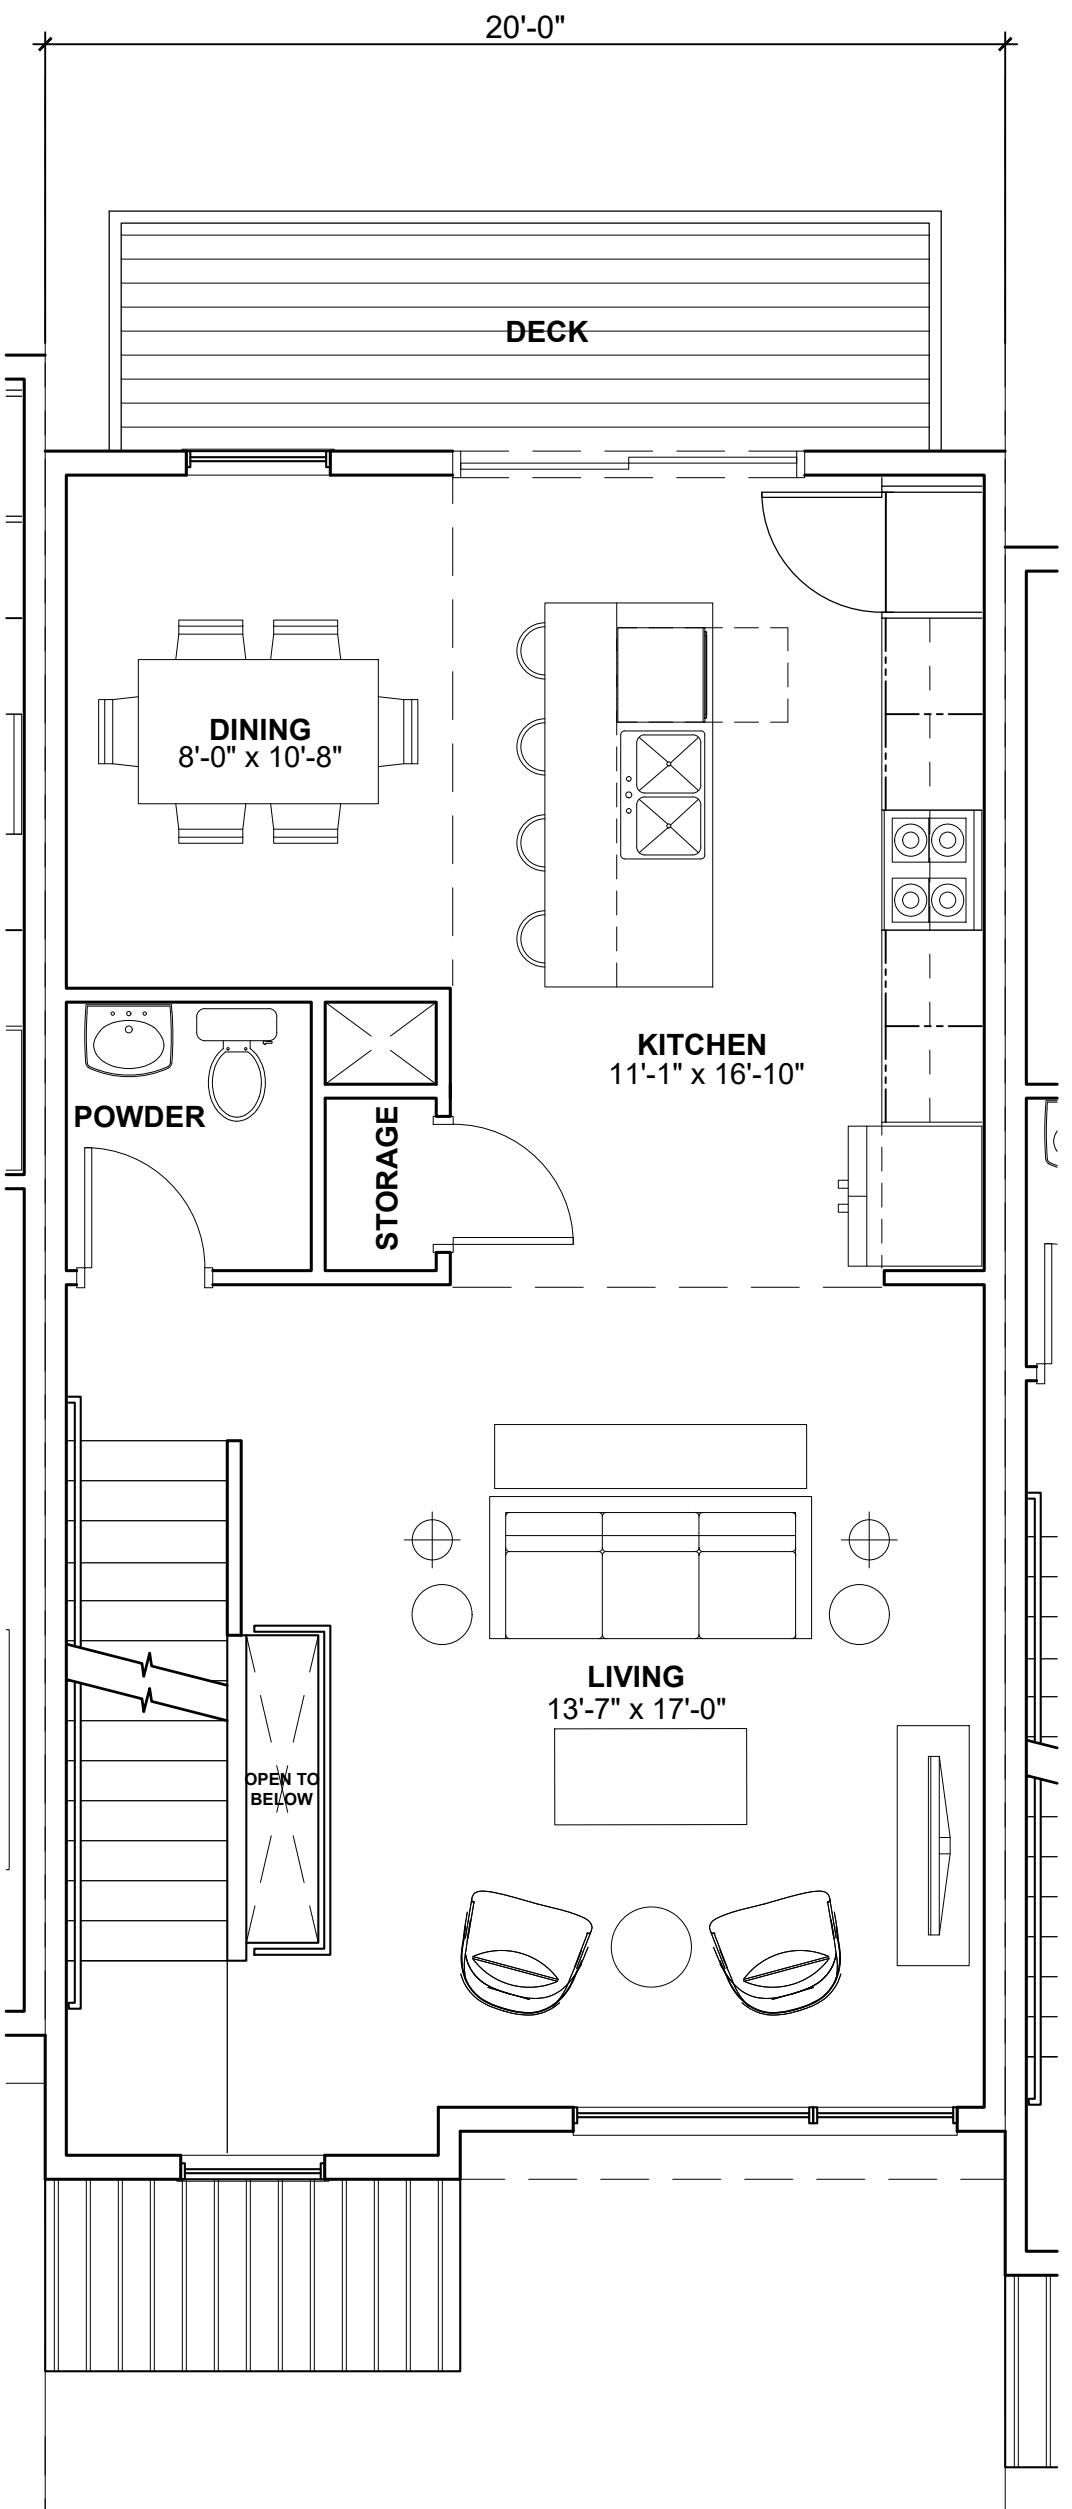 20'-0"
DECK
DINING
8'-0" x 10'-8"
KITCHEN
11'-1" x 16'-10"
POWDER
STORAGE
LIVING
13'-7" x 17'-0"
OPEN TO
BELOW